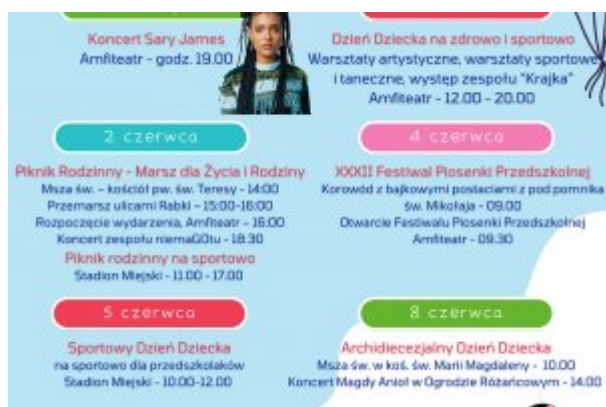 Koncert Sary James
Amfiteatr - godz. 19.00
Dzień Dziecka na zdrowo i sportowo
Warsztaty artystyczne, warsztaty sportowe
i taneczne, występ zespołu "Krajka"
Amfiteatr - 12.00 - 20.00
2 czerwca
Piknik Rodzinny - Marsz dla Życia i Rodziny
Msza św. - kościół pw. św. Teresy - 14:00
Przemarsz ulicami Rabki - 15:00-16:00
Rozpoczęcie wydarzenia, Amfiteatr - 16:00
Koncert zespołu niemaGOtu - 18:30
Piknik rodzinny na sportowo
Stadion Miejski - 11.00 - 17.00
4 czerwca
XXXII Festiwal Piosenki Przedszkolnej
Korowód z bajkowymi postaciami z pod pomnika
św. Mikołaja - 09.00
Otwarcie Festiwalu Piosenki Przedszkolnej
Amfiteatr - 09.30
5 czerwca
Sportowy Dzień Dziecka
na sportowo dla przedszkolaków
Stadion Miejski - 10.00-12.00
8 czerwca
Archidiecezjalny Dzień Dziecka
Msza św. w koś. św. Marii Magdaleny - 10.00
Koncert Magdy Anioł w Ogrodzie Różańcowym - 14.00